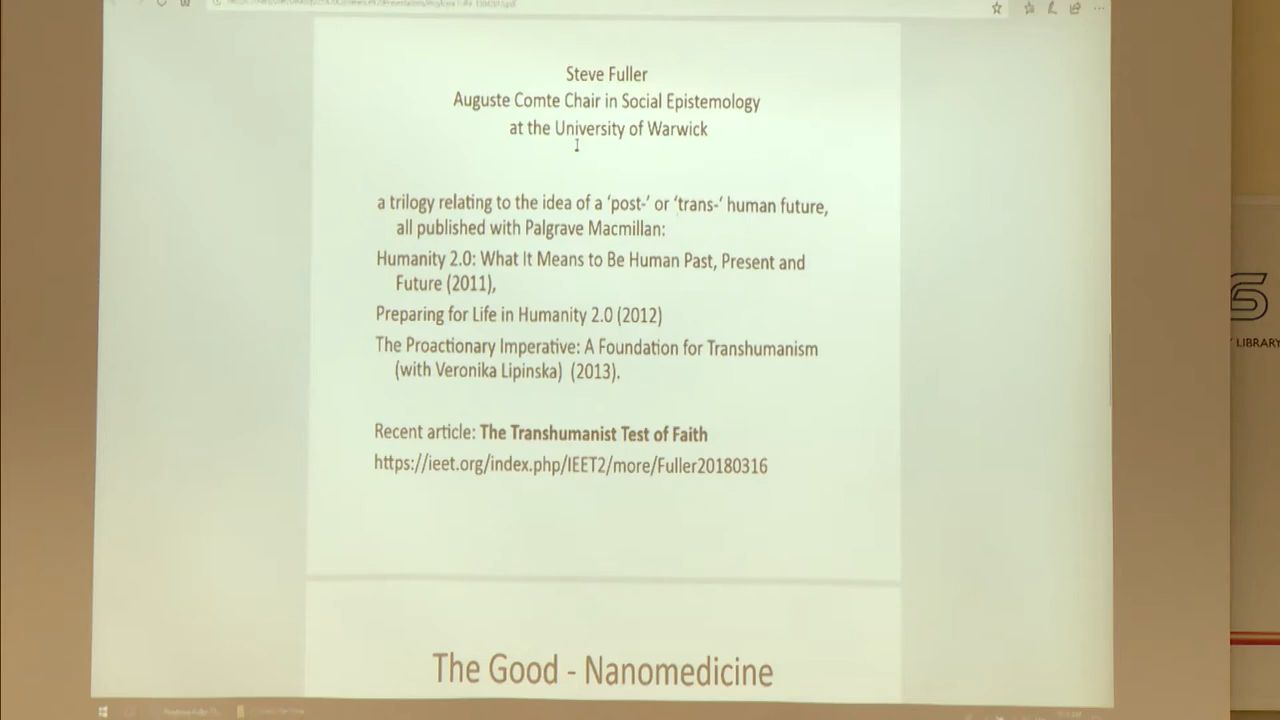 Steve Fuller
Auguste Comte Chair in Social Epistemology
at the University of Warwick
a trilogy relating to the idea of a 'post-' or 'trans-' human future,
all published with Palgrave Macmillan:
Humanity 2.0: What It Means to Be Human Past, Present and
Future (2011),
Preparing for Life in Humanity 2.0 (2012)
The Proactionary Imperative: A Foundation for Transhumanism
(with Veronika Lipinska) (2013).
Recent article: The Transhumanist Test of Faith
https://ieet.org/index.php/IEET2/more/Fuller20180316
The Good - Nanomedicine
LIBRARY